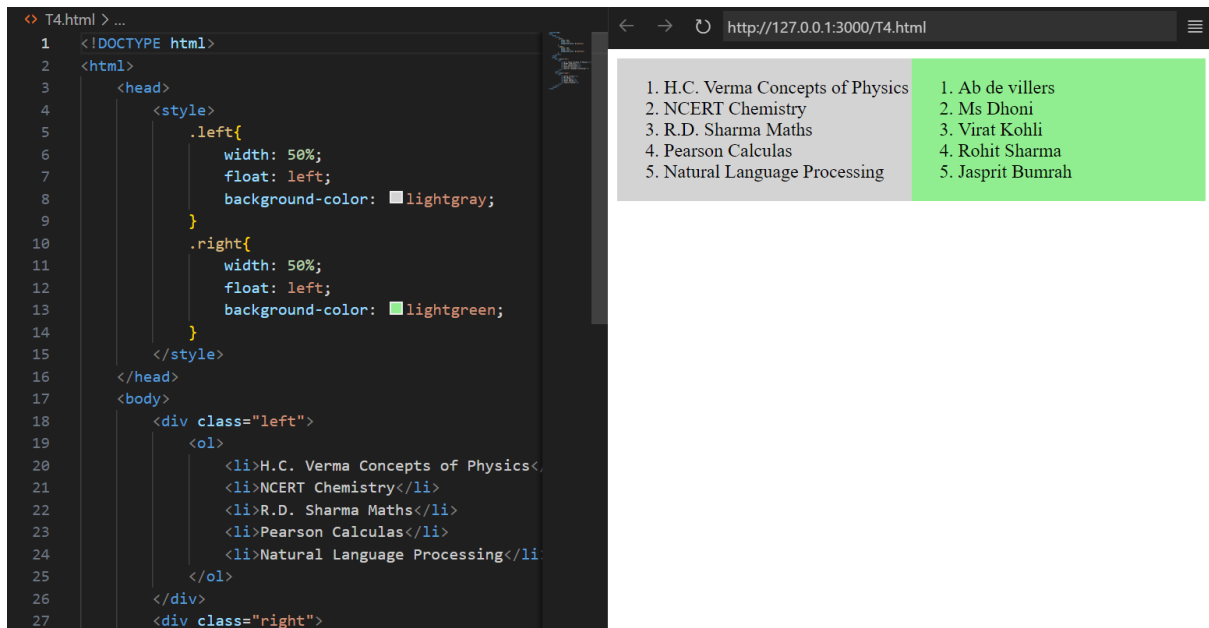 <> T4.html > ...
1 <!DOCTYPE html>
2 <html>
3 <head>
4 <style>
5 .left{
6 width: 50%;
7 float: left;
8 background-color: lightgray;
9 }
10 .right{
11 width: 50%;
12 float: left;
13 background-color: lightgreen;
14 }
15 </style>
16 </head>
17 <body>
18 <div class="left">
19 <ol>
20 <li>H.C. Verma Concepts of Physics</
21 <li>NCERT Chemistry</li>
22 <li>R.D. Sharma Maths</li>
23 <li>Pearson Calculas</li>
24 <li>Natural Language Processing</li
25 </ol>
26 </div>
27 <div class="right">
http://127.0.0.1:3000/T4.html
1. H.C. Verma Concepts of Physics
2. NCERT Chemistry
3. R.D. Sharma Maths
4. Pearson Calculas
5. Natural Language Processing
1. Ab de villers
2. Ms Dhoni
3. Virat Kohli
4. Rohit Sharma
5. Jasprit Bumrah